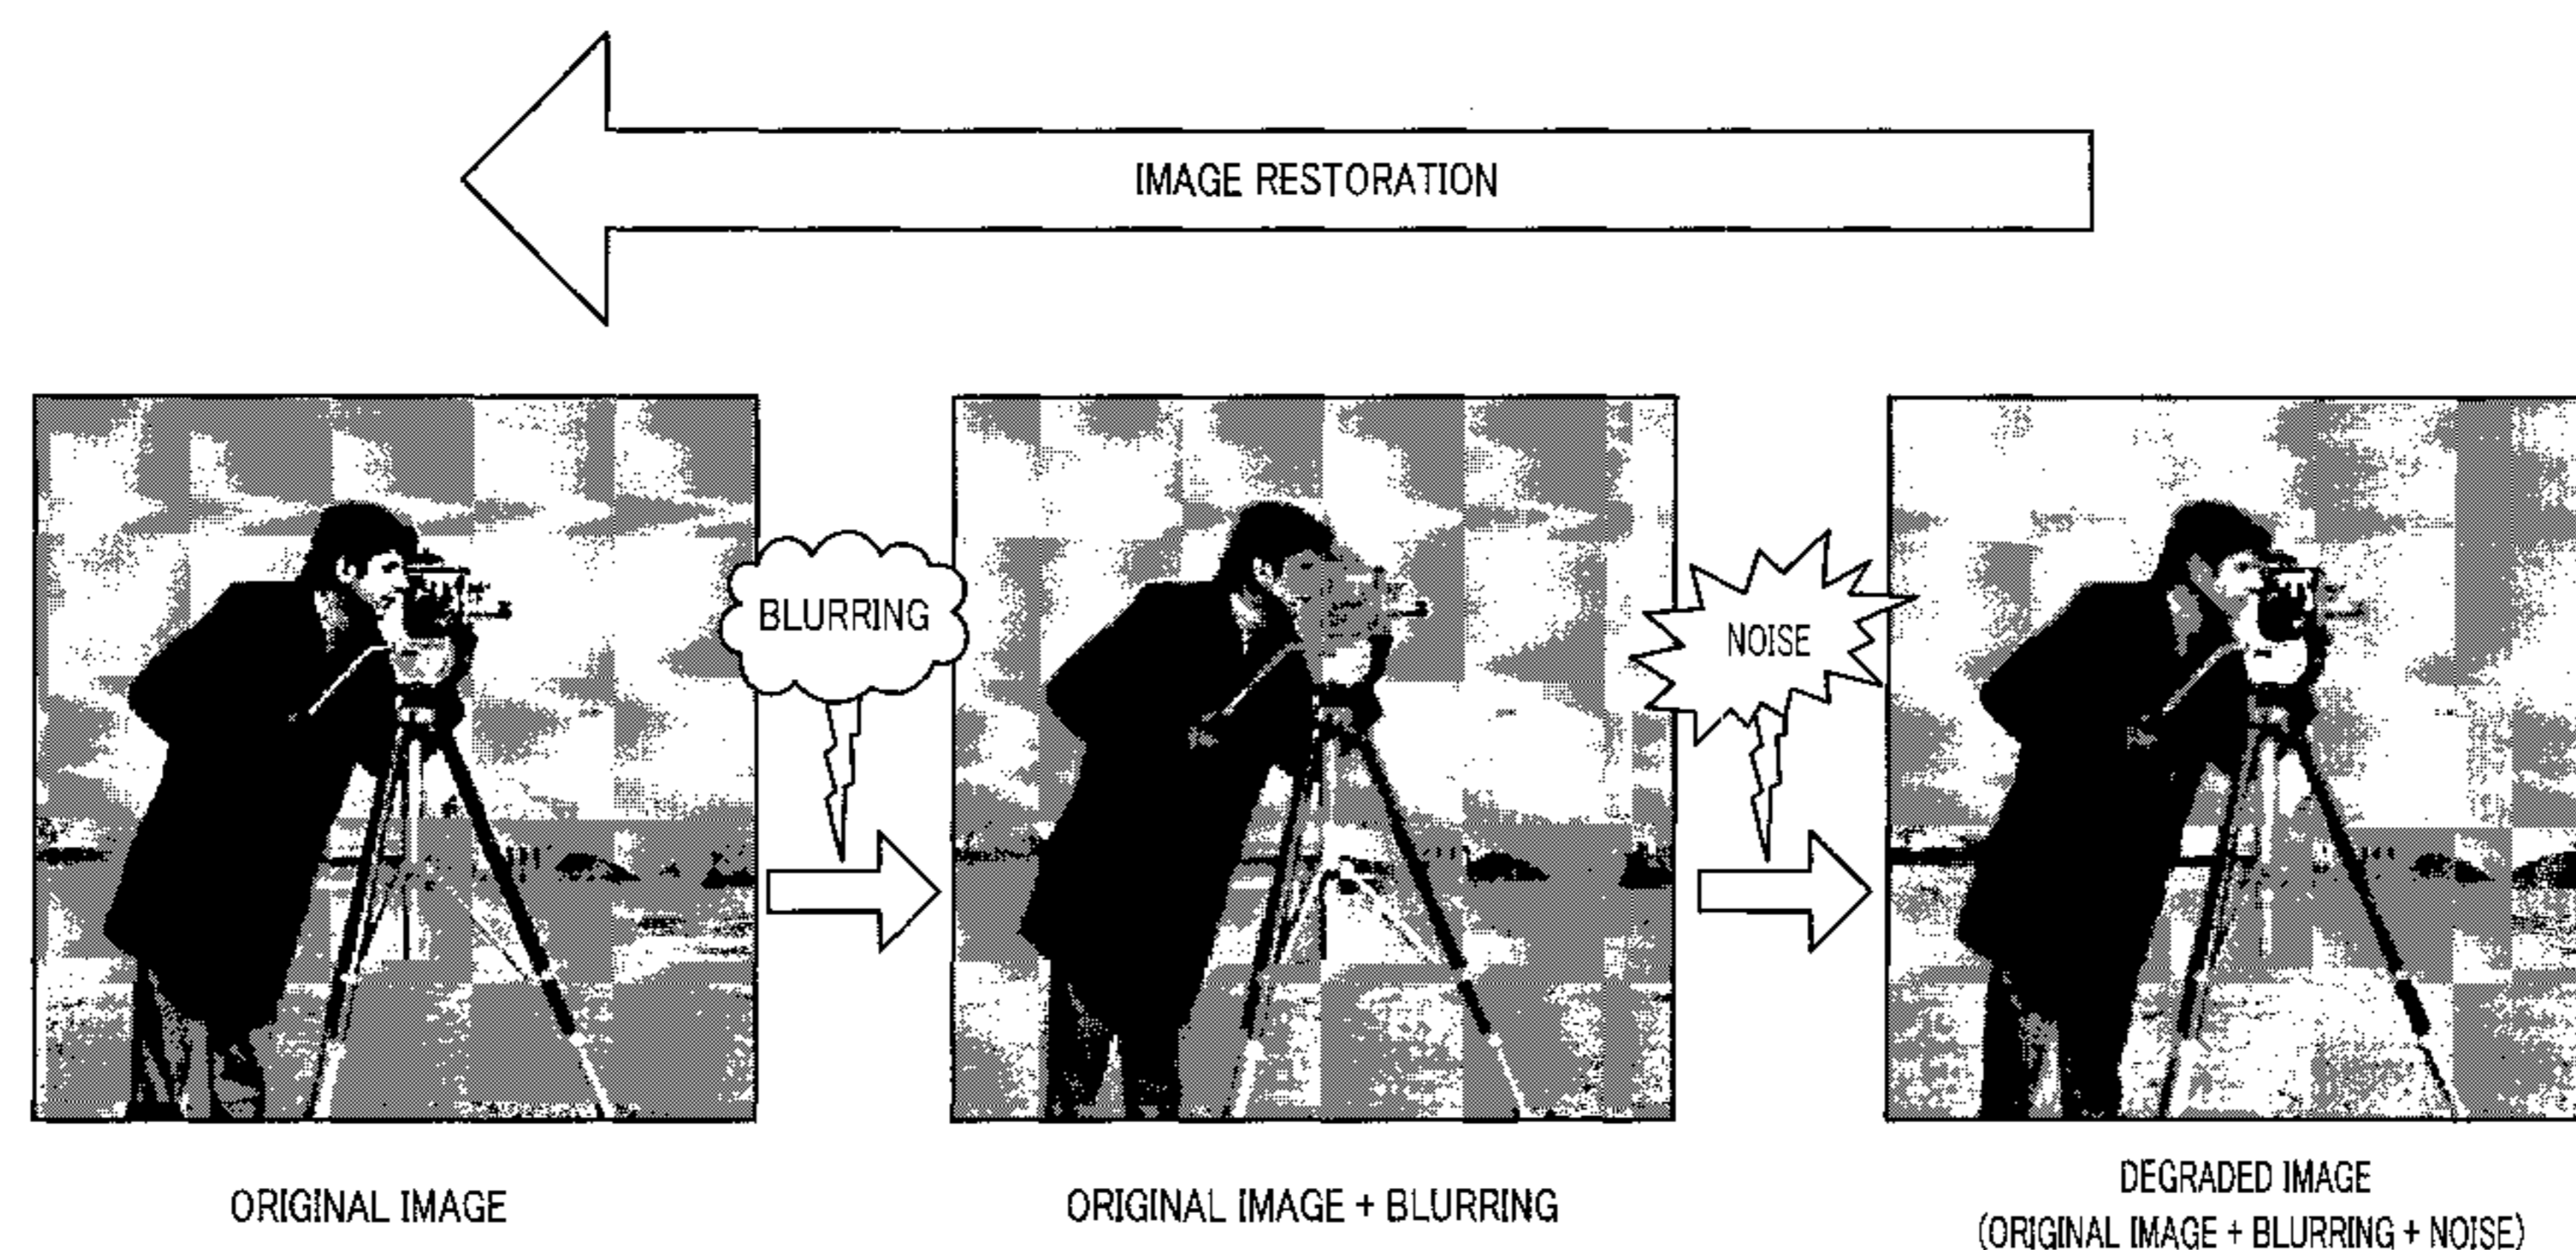 IMAGE RESTORATION
BLURRING
NOISE
ORIGINAL IMAGE
ORIGINAL IMAGE + BLURRING
DEGRADED IMAGE
(ORIGINAL IMAGE + BLURRING + NOISE)